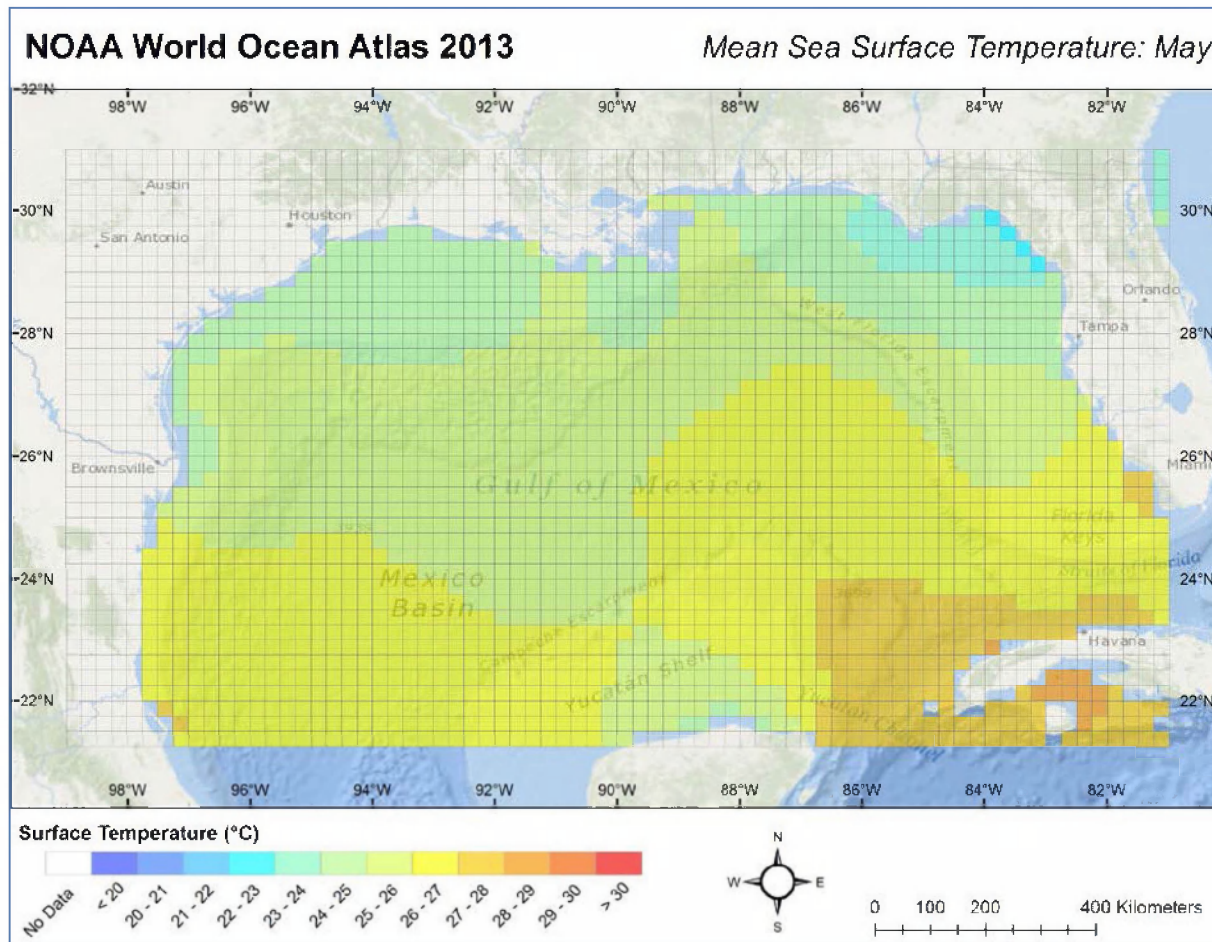 NOAA World Ocean Atlas 2013
Mean Sea Surface Temperature: May
32°N
98°W 96°W 94°W 92°W 90°W 88°W 86°W 84°W 82°W
Austin
30°N
Houston
30°N
San Antonio
Orlando
28°N
Tampa
28°N
West Florida Escarpment
26°N
Brownsville
26°N
Miami
Gulf of Mexico
Florida
Keys
24°N
Mexico
Basin
Straits of Florida
24°N
Campeche Escarpment
Havana
Yucatán Shelf
22°N
Yucatan Channel
22°N
98°W 96°W 94°W 92°W 90°W 88°W 86°W 84°W 82°W
Surface Temperature (°C)
No Data
< 20
20 - 21
21 - 22
22 - 23
23 - 24
24 - 25
25 - 26
26 - 27
27 - 28
28 - 29
29 - 30
> 30
N
W E
S
0 100 200 400 Kilometers